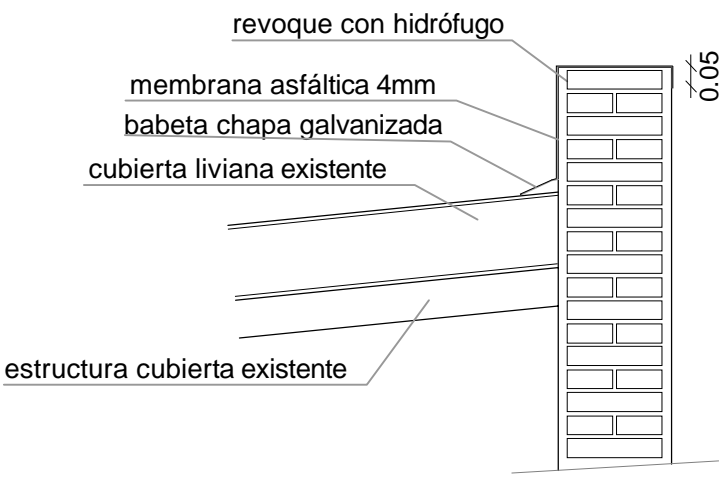 revoque con hidrófugo
membrana asfáltica 4mm
babeta chapa galvanizada
cubierta liviana existente
estructura cubierta existente
0.05